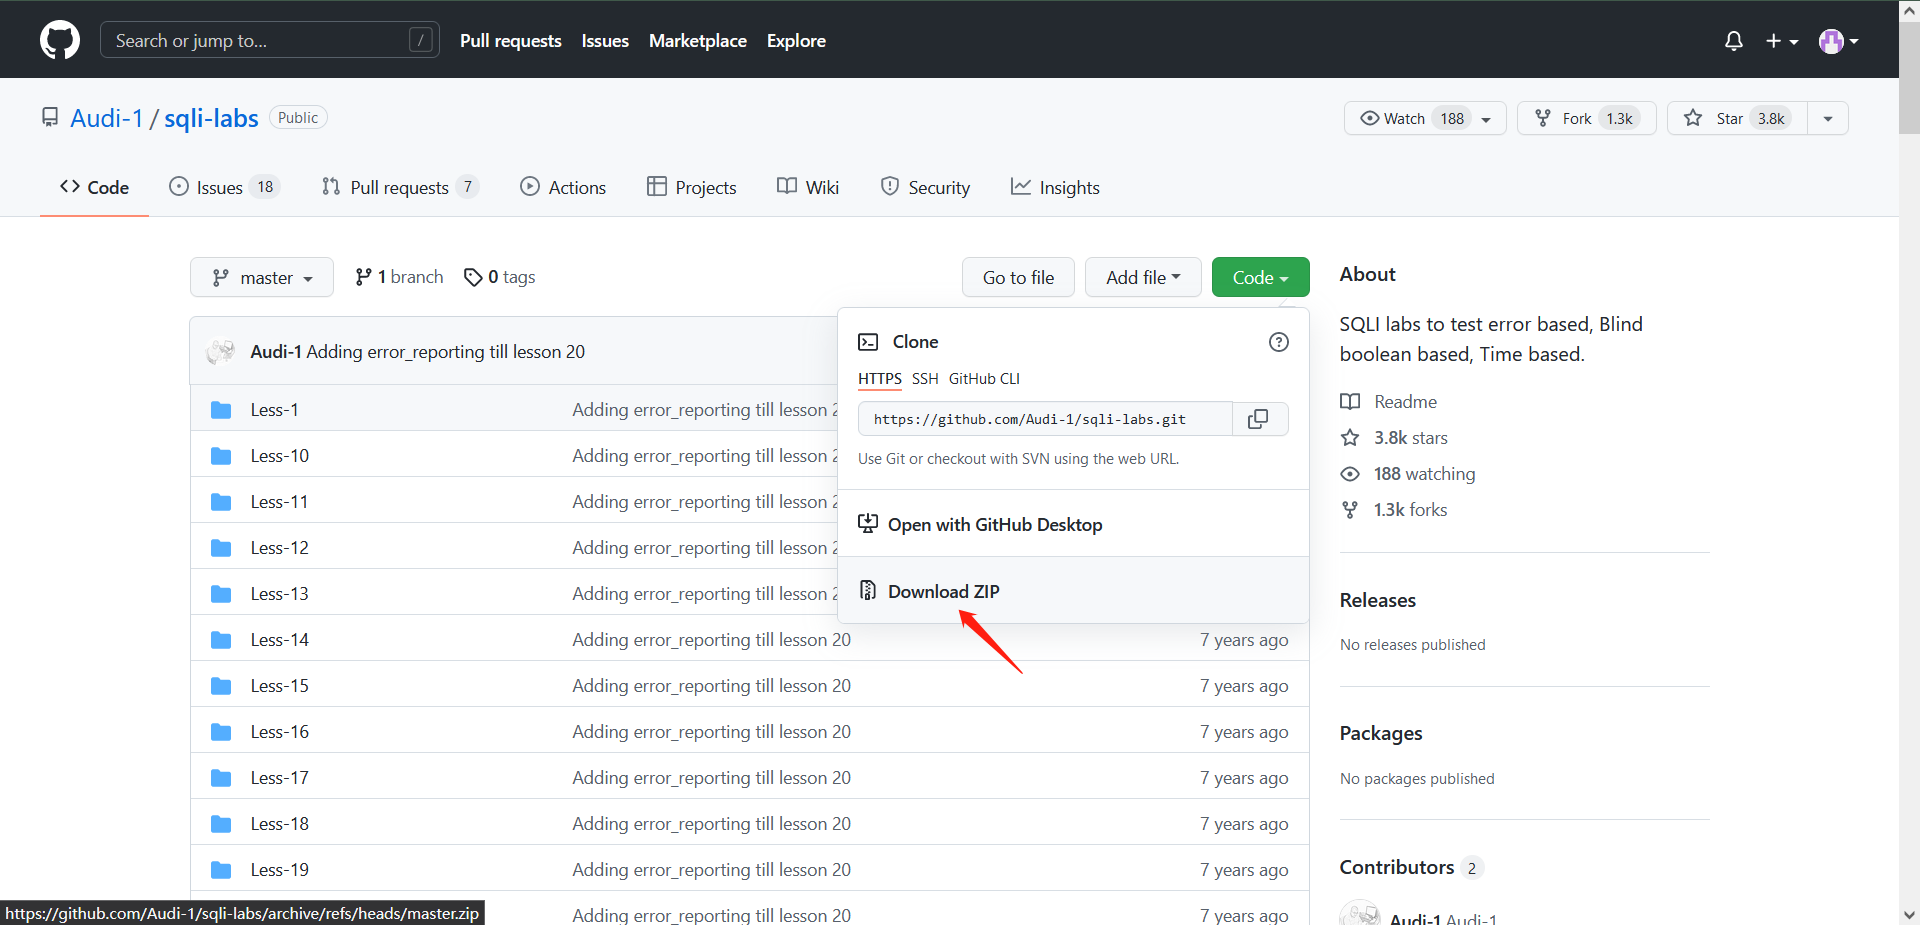 Search or jump to... /
Pull requests Issues Marketplace Explore
Audi-1 / sqli-labs Public
Watch 188 Fork 1.3k Star 3.8k
Code Issues 18 Pull requests 7 Actions Projects Wiki Security Insights
master 1 branch 0 tags Go to file Add file Code
Audi-1 Adding error_reporting till lesson 20
Less-1 Adding error_reporting till lesson 2
Less-10 Adding error_reporting till lesson 2
Less-11 Adding error_reporting till lesson 2
Less-12 Adding error_reporting till lesson 2
Less-13 Adding error_reporting till lesson 2
Less-14 Adding error_reporting till lesson 20 7 years ago
Less-15 Adding error_reporting till lesson 20 7 years ago
Less-16 Adding error_reporting till lesson 20 7 years ago
Less-17 Adding error_reporting till lesson 20 7 years ago
Less-18 Adding error_reporting till lesson 20 7 years ago
Less-19 Adding error_reporting till lesson 20 7 years ago
Adding error_reporting till lesson 20 7 years ago
Clone
HTTPS SSH GitHub CLI
https://github.com/Audi-1/sqli-labs.git
Use Git or checkout with SVN using the web URL.
Open with GitHub Desktop
Download ZIP
About
SQLI labs to test error based, Blind
boolean based, Time based.
Readme
3.8k stars
188 watching
1.3k forks
Releases
No releases published
Packages
No packages published
Contributors 2
Audi-1 Audi-1
https://github.com/Audi-1/sqli-labs/archive/refs/heads/master.zip